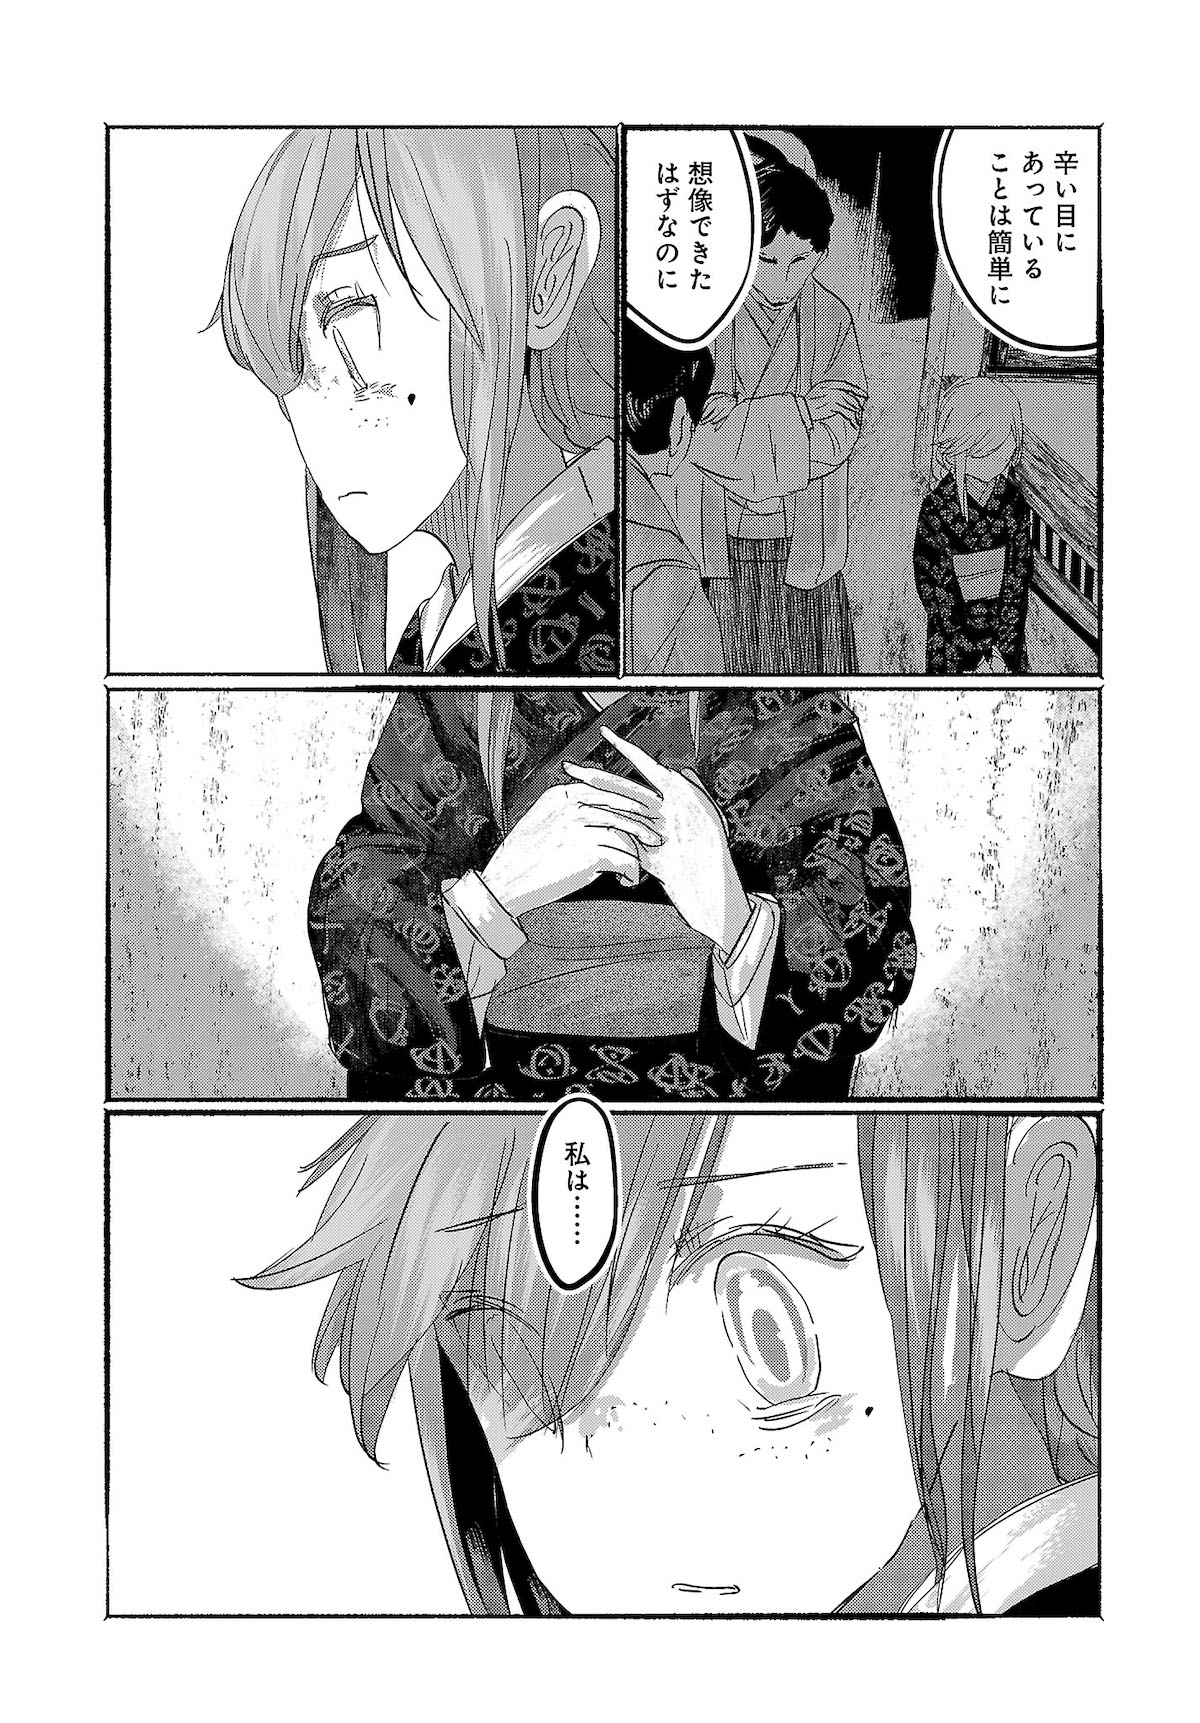 辛い目に
あっている
ことは簡単に
想像できた
はずなのに
私は……